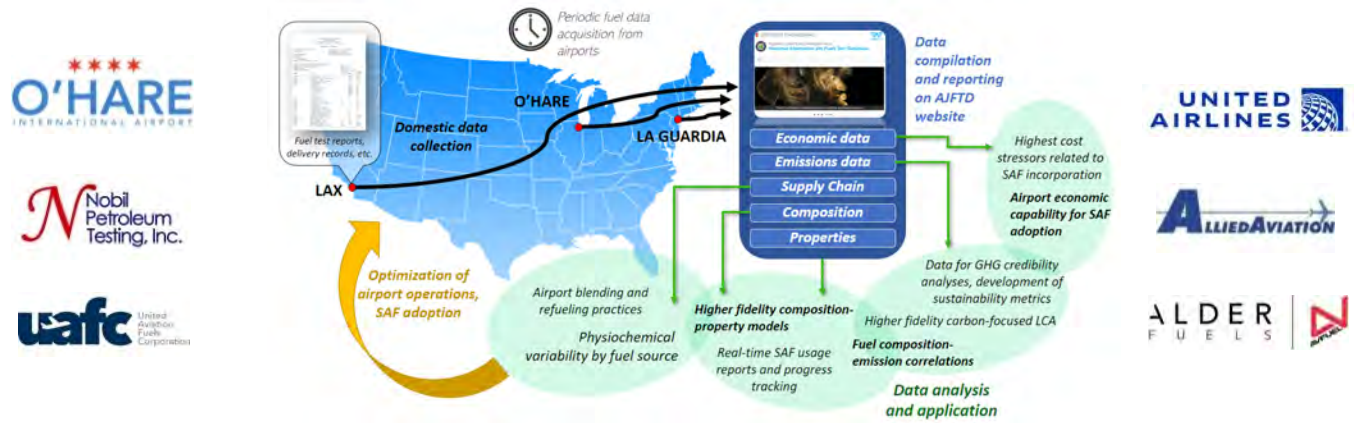 O'HARE
INTERNATIONAL AIRPORT
Nobil
Petroleum
Testing, Inc.
uafc
United
Aviation
Fuels
Corporation
Periodic fuel data
acquisition from
airports
Fuel test reports,
delivery records, etc.
Domestic data
collection
O'HARE
LA GUARDIA
LAX
Optimization of
airport operations,
SAF adoption
Data
compilation
and reporting
on AJFTD
website
Economic data
Emissions data
Supply Chain
Composition
Properties
Highest cost
stressors related to
SAF incorporation
Airport economic
capability for SAF
adoption
Airport blending and
refueling practices
Physiochemical
variability by fuel source
Higher fidelity composition-
property models
Real-time SAF usage
reports and progress
tracking
Data for GHG credibility
analyses, development of
sustainability metrics
Higher fidelity carbon-focused LCA
Fuel composition-
emission correlations
Data analysis
and application
UNITED
AIRLINES
ALLIED AVIATION
ALDER
FUELS